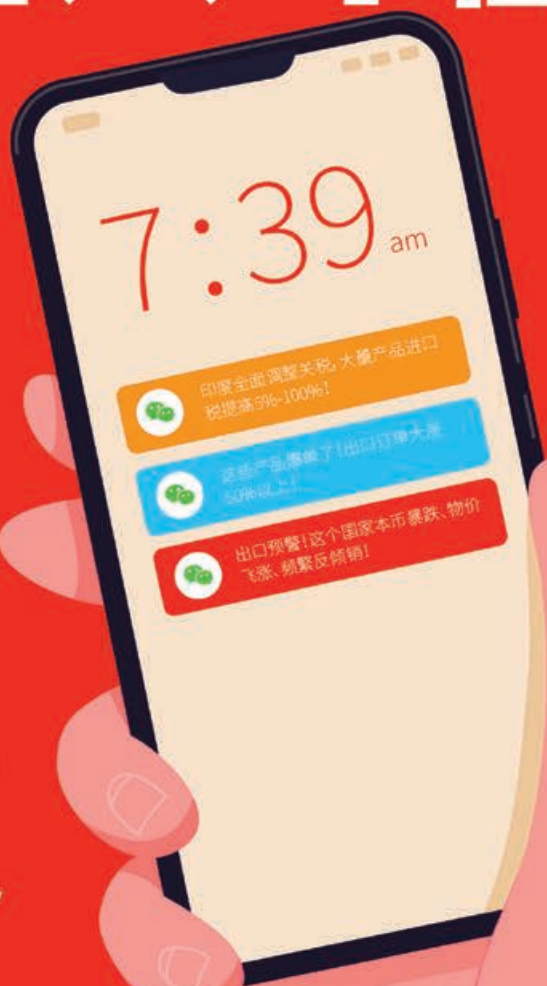 7:39 am
印度全面调整关税,大量产品进口
税提高5%-100%!
这些产品爆单了!出口订单大涨
50%以上!
出口预警!这个国家本币暴跌、物价
飞涨、频繁反倾销!